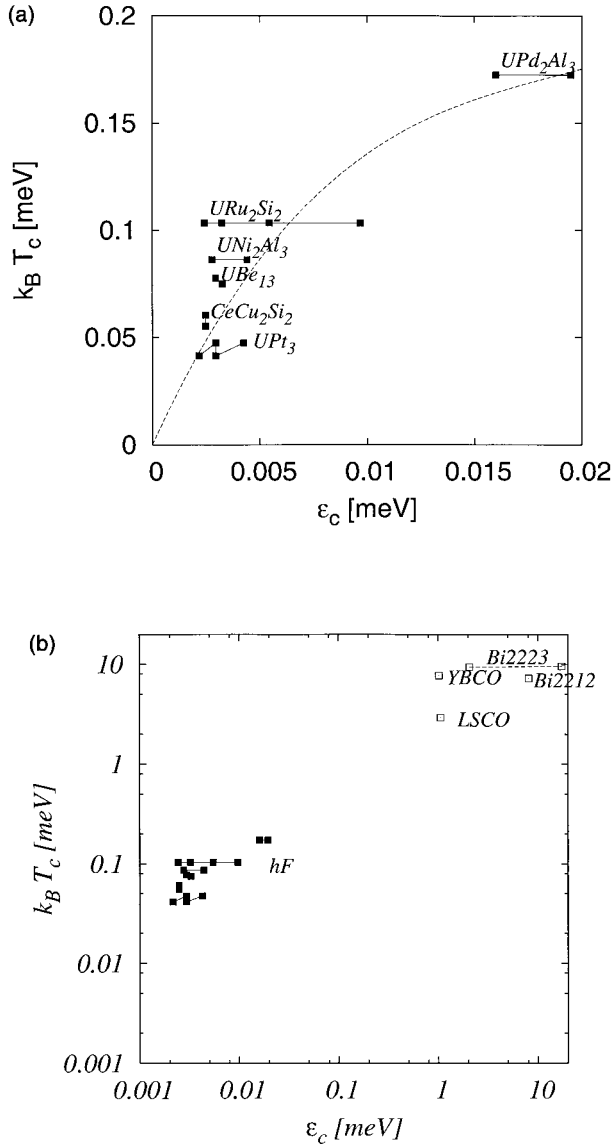 (a)
0.2
0.15
0.1
0.05
0
k_B T_c [meV]
UPd₂Al₃
URu₂Si₂
UNi₂Al₃
UBe₁₃
CeCu₂Si₂
UPt₃
0 0.005 0.01 0.015 0.02
ε_c [meV]
(b)
10
1
0.1
0.01
0.001
k_B T_c [meV]
Bi2223
YBCO
Bi2212
LSCO
hF
0.001 0.01 0.1 1 10
ε_c [meV]